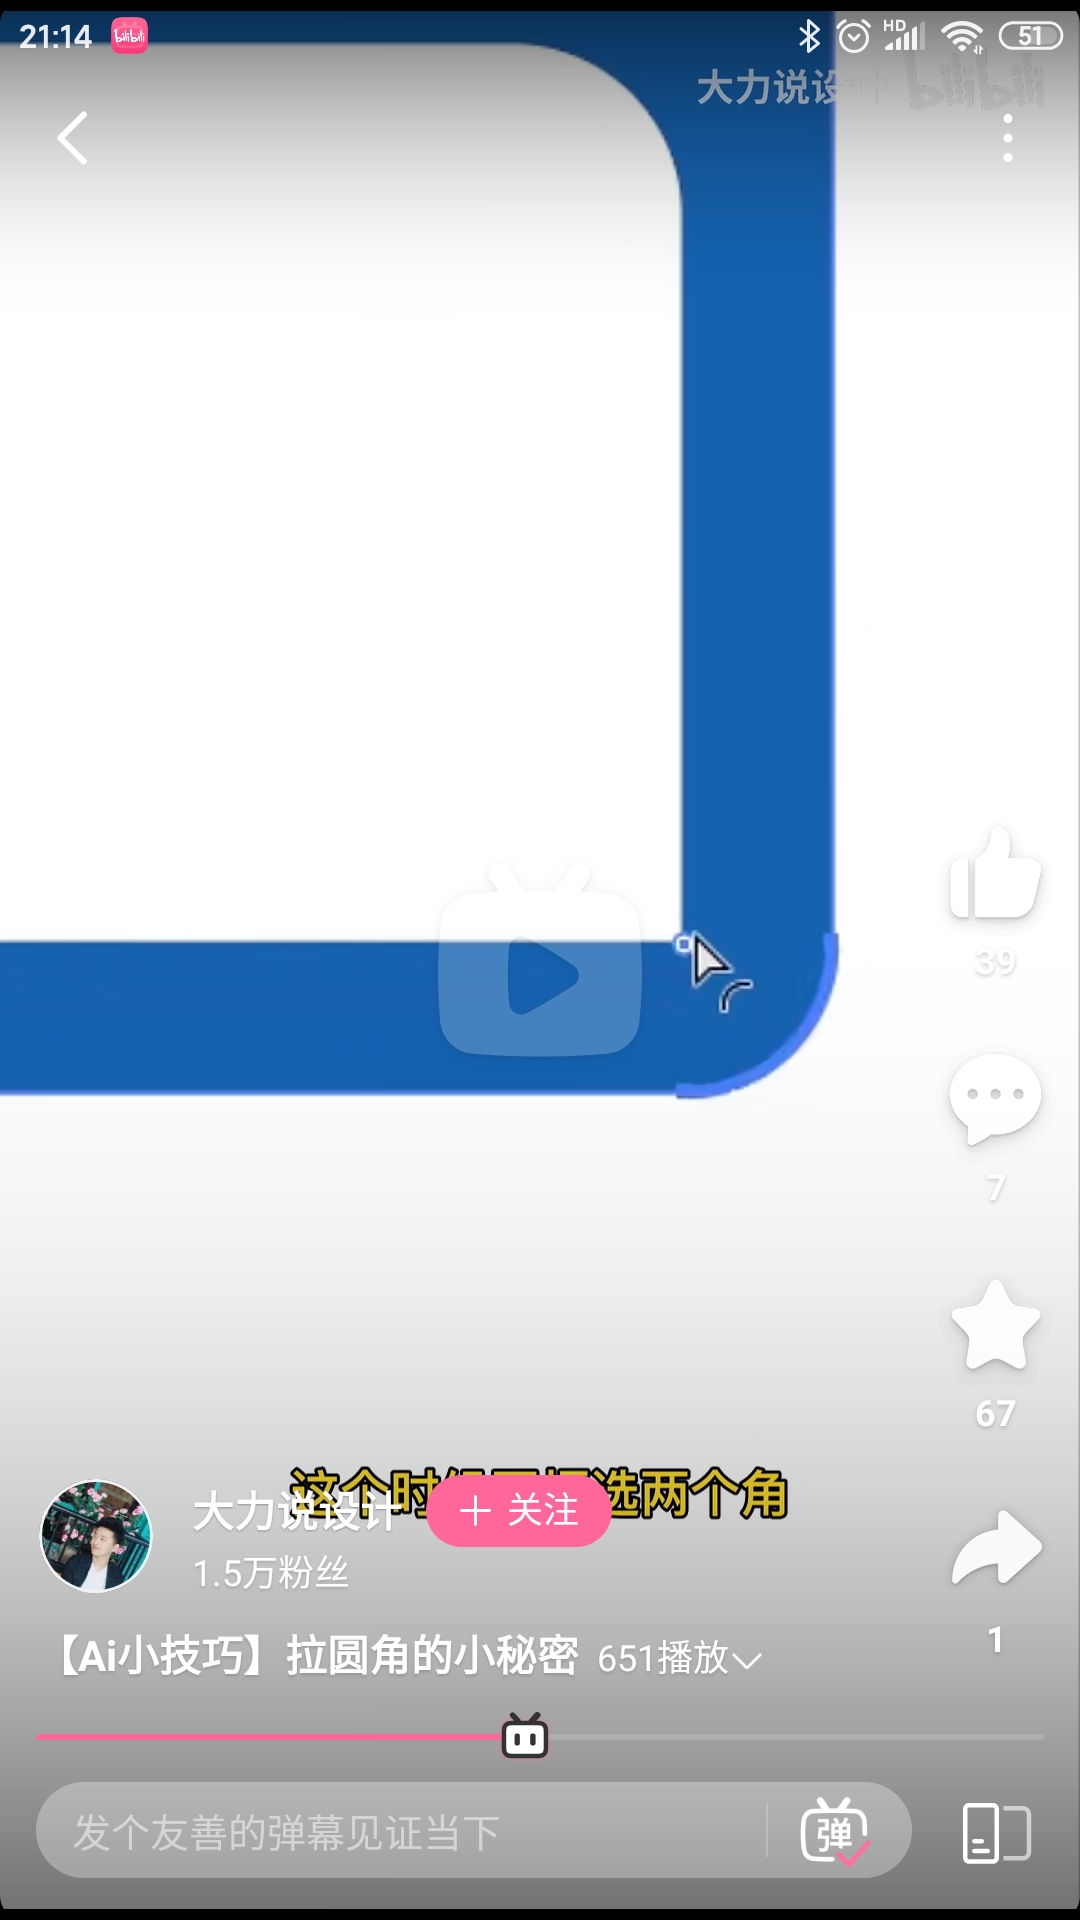 21:14
bilibili
HD
51
大力说设计 bilibili
39
7
67
这个时
选两个角
大力说设计
+ 关注
1.5万粉丝
1
【Ai小技巧】拉圆角的小秘密 651播放
发个友善的弹幕见证当下
弹